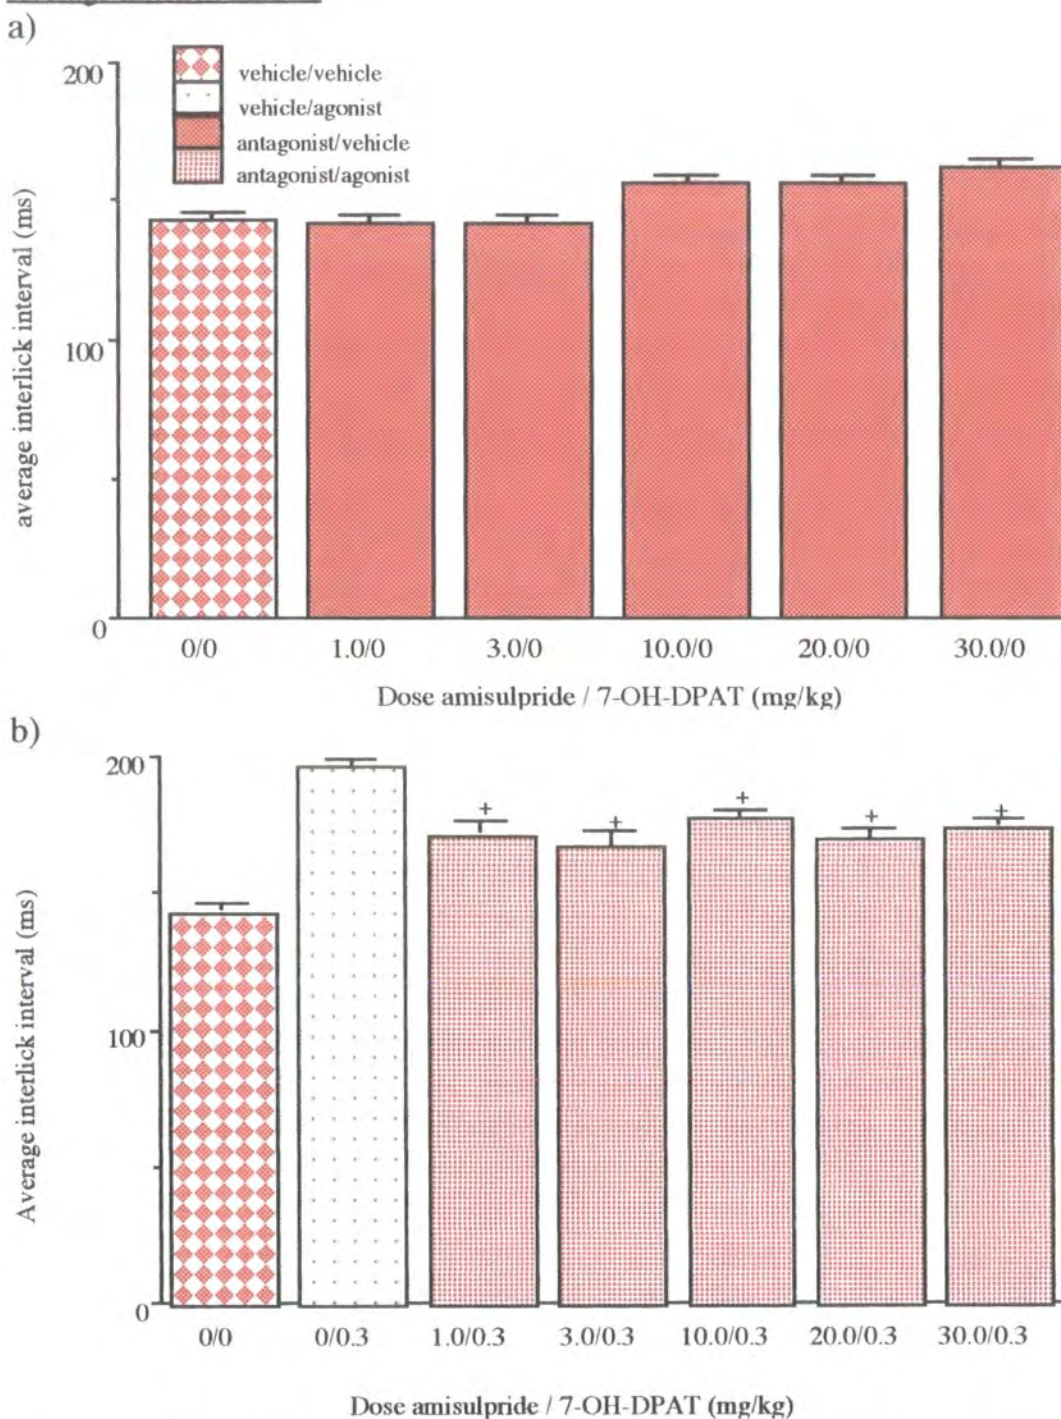 a)
200
100
0
average interlick interval (ms)
vehicle/vehicle
vehicle/agonist
antagonist/vehicle
antagonist/agonist
0/0 1.0/0 3.0/0 10.0/0 20.0/0 30.0/0
Dose amisulpride / 7-OH-DPAT (mg/kg)
b)
200
100
0
Average interlick interval (ms)
+ + + + +
0/0 0/0.3 1.0/0.3 3.0/0.3 10.0/0.3 20.0/0.3 30.0/0.3
Dose amisulpride / 7-OH-DPAT (mg/kg)